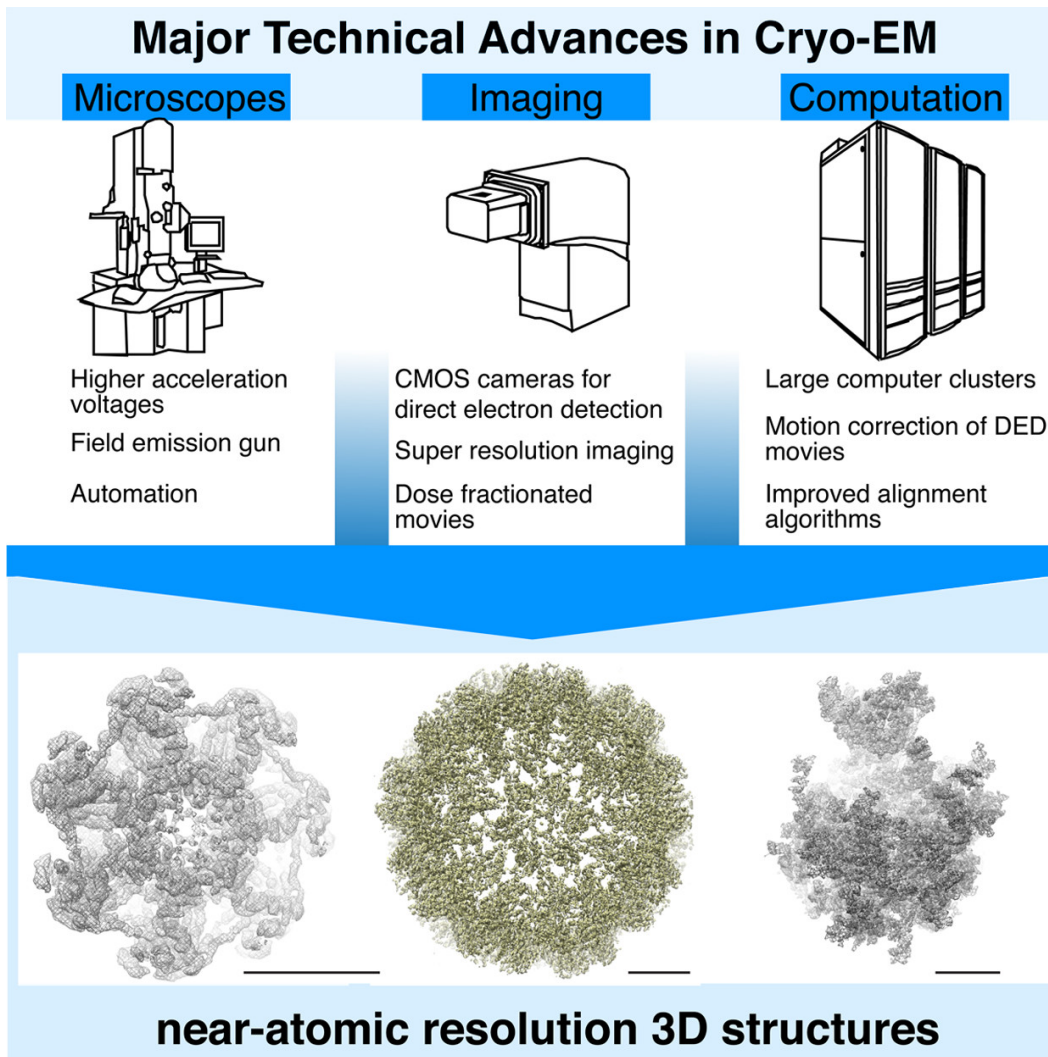 Major Technical Advances in Cryo-EM
Microscopes
Higher acceleration
voltages
Field emission gun
Automation
Imaging
CMOS cameras for
direct electron detection
Super resolution imaging
Dose fractionated
movies
Computation
Large computer clusters
Motion correction of DED
movies
Improved alignment
algorithms
near-atomic resolution 3D structures